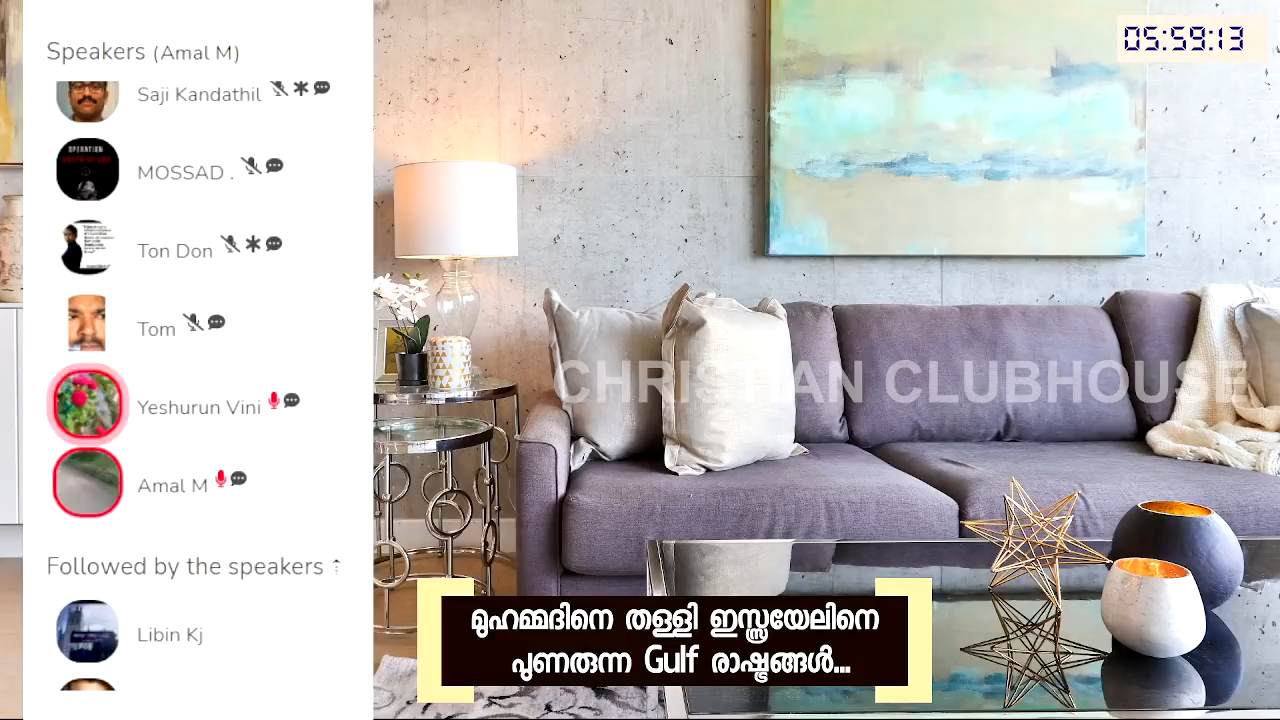 Speakers (Amal M)
Saji Kandathil
OPERATION
MOSSAD .
Ton Don
Tom
Yeshurun Vini
Amal M
Followed by the speakers
Libin Kj
05:59:13
CHRISTIAN CLUBHOUSE
മുഹമ്മദിനെ തള്ളി ഇസ്സ്രയേലിനെ
പുണരുന്ന Gulf രാഷ്ട്രങ്ങൾ...